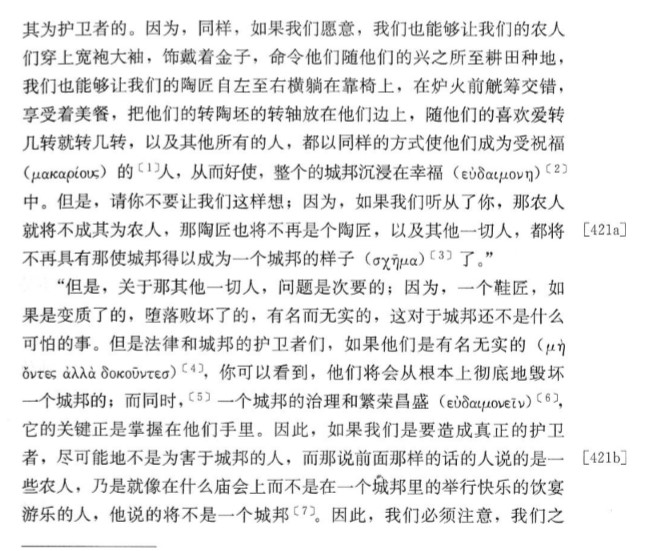 其为护卫者的。因为，同样，如果我们愿意，我们也能够让我们的农人
们穿上宽袍大袖，饰戴着金子，命令他们随他们的兴之所至耕田种地，
我们也能够让我们的陶匠自左至右横躺在靠椅上，在炉火前觥筹交错，
享受着美餐，把他们的转陶坯的转轴放在他们边上，随他们的喜欢爱转
几转就转几转，以及其他所有的人，都以同样的方式使他们成为受祝福
（μακαρίους）的〔1〕人，从而好使，整个的城邦沉浸在幸福（εὐδαιμονη）〔2〕
中。但是，请你不要让我们这样想；因为，如果我们听从了你，那农人
就将不成其为农人，那陶匠也将不再是个陶匠，以及其他一切人，都将 [421a]
不再具有那使城邦得以成为一个城邦的样子（σχῆμα）〔3〕了。”
“但是，关于那其他一切人，问题是次要的；因为，一个鞋匠，如
果是变质了的，堕落败坏了的，有名而无实的，这对于城邦还不是什么
可怕的事。但是法律和城邦的护卫者们，如果他们是有名无实的（μὴ
ὄντες ἀλλὰ δοκοῦντεσ）〔4〕，你可以看到，他们将会从根本上彻底地毁坏
一个城邦的；而同时，〔5〕一个城邦的治理和繁荣昌盛（εὐδαιμονεῖν）〔6〕，
它的关键正是掌握在他们手里。因此，如果我们是要造成真正的护卫
者，尽可能地不是为害于城邦的人，而那说前面那样的话的人说的是一 [421b]
些农人，乃是就像在什么庙会上而不是在一个城邦里的举行快乐的饮宴
游乐的人，他说的将不是一个城邦〔7〕。因此，我们必须注意，我们之